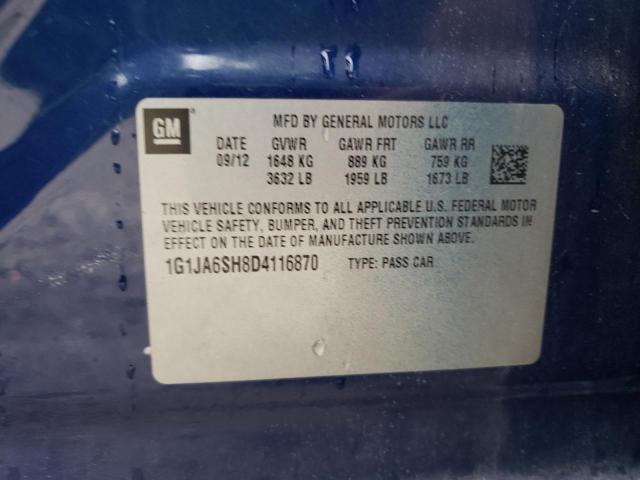 GM
MFD BY GENERAL MOTORS LLC
DATE GVWR GAWR FRT GAWR RR
09/12 1648 KG 889 KG 759 KG
3632 LB 1959 LB 1673 LB
THIS VEHICLE CONFORMS TO ALL APPLICABLE U.S. FEDERAL MOTOR
VEHICLE SAFETY, BUMPER, AND THEFT PREVENTION STANDARDS IN
EFFECT ON THE DATE OF MANUFACTURE SHOWN ABOVE.
1G1JA6SH8D4116870 TYPE: PASS CAR